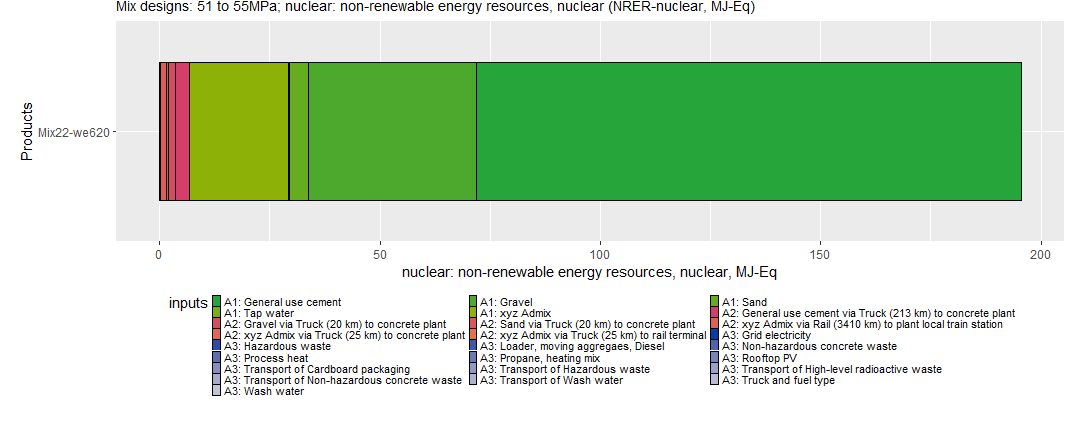 Mix designs: 51 to 55MPa; nuclear: non-renewable energy resources, nuclear (NRER-nuclear, MJ-Eq)
Products
Mix22-we620
0 50 100 150 200
nuclear: non-renewable energy resources, nuclear, MJ-Eq
inputs
A1: General use cement A1: Gravel A1: Sand
A1: Tap water A1: xyz Admix A2: General use cement via Truck (213 km) to concrete plant
A2: Gravel via Truck (20 km) to concrete plant A2: Sand via Truck (20 km) to concrete plant A2: xyz Admix via Rail (3410 km) to plant local train station
A2: xyz Admix via Truck (25 km) to concrete plant A2: xyz Admix via Truck (25 km) to rail terminal A3: Grid electricity
A3: Hazardous waste A3: Loader, moving aggregaes, Diesel A3: Non-hazardous concrete waste
A3: Process heat A3: Propane, heating mix A3: Rooftop PV
A3: Transport of Cardboard packaging A3: Transport of Hazardous waste A3: Transport of High-level radioactive waste
A3: Transport of Non-hazardous concrete waste A3: Transport of Wash water A3: Truck and fuel type
A3: Wash water